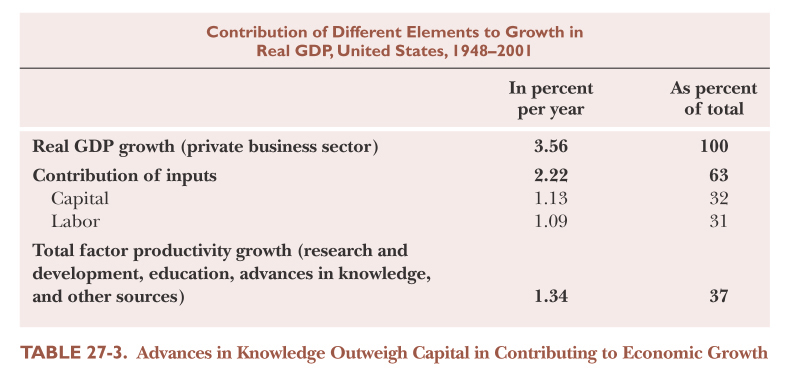 Contribution of Different Elements to Growth in
Real GDP, United States, 1948–2001
In percent per year As percent of total
Real GDP growth (private business sector) 3.56 100
Contribution of inputs 2.22 63
Capital 1.13 32
Labor 1.09 31
Total factor productivity growth (research and
development, education, advances in knowledge,
and other sources) 1.34 37
TABLE 27-3. Advances in Knowledge Outweigh Capital in Contributing to Economic Growth